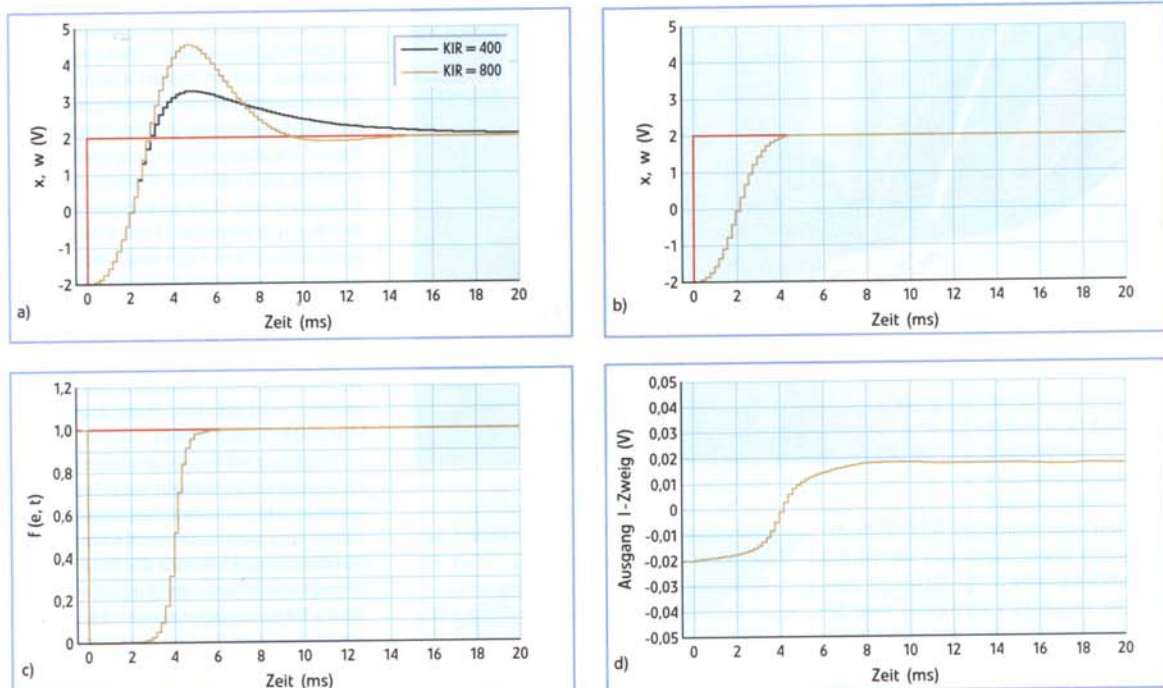 5
4
3
2
1
0
-1
-2
x, w (V)
KIR = 400
KIR = 800
0 2 4 6 8 10 12 14 16 18 20
Zeit (ms)
a)
5
4
3
2
1
0
-1
-2
x, w (V)
0 2 4 6 8 10 12 14 16 18 20
Zeit (ms)
b)
1,2
1,0
0,8
0,6
0,4
0,2
0
f (e, t)
0 2 4 6 8 10 12 14 16 18 20
Zeit (ms)
c)
0,05
0,05
0,03
0,02
0,01
0
-0,01
-0,02
-0,03
-0,04
-0,05
Ausgang I-Zweig (V)
0 2 4 6 8 10 12 14 16 18 20
Zeit (ms)
d)